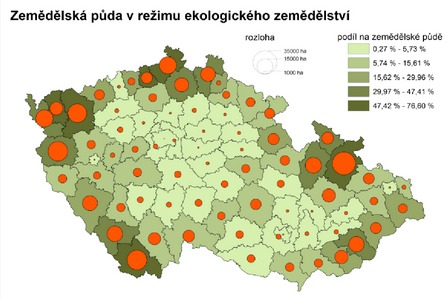 Zemědělská půda v režimu ekologického zemědělství
rozloha
35000 ha
15000 ha
1000 ha
podíl na zemědělské půdě
0,27 % - 5,73 %
5,74 % - 15,61 %
15,62 % - 29,96 %
29,97 % - 47,41 %
47,42 % - 76,60 %